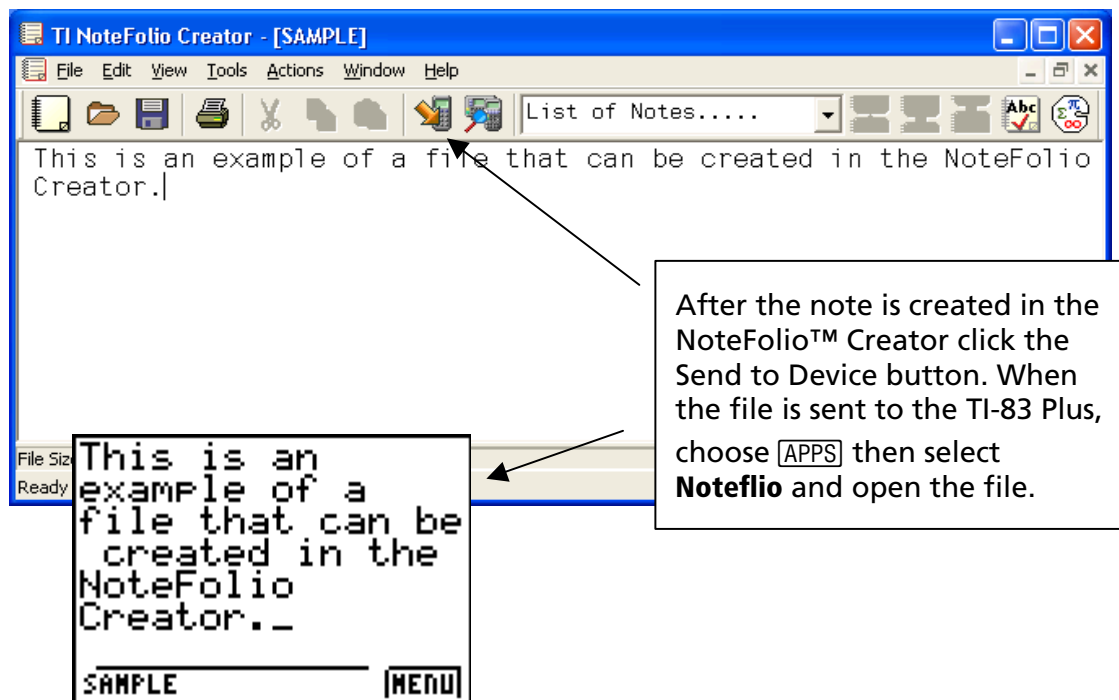 TI NoteFolio Creator - [SAMPLE]
File Edit View Tools Actions Window Help
List of Notes.....
Abc
Σπ∞
This is an example of a file that can be created in the NoteFolio
Creator.
After the note is created in the
NoteFolio™ Creator click the
Send to Device button. When
the file is sent to the TI-83 Plus,
choose APPS then select
Noteflio and open the file.
File Siz
Ready
This is an
example of a
file that can be
created in the
NoteFolio
Creator._
SAMPLE MENU